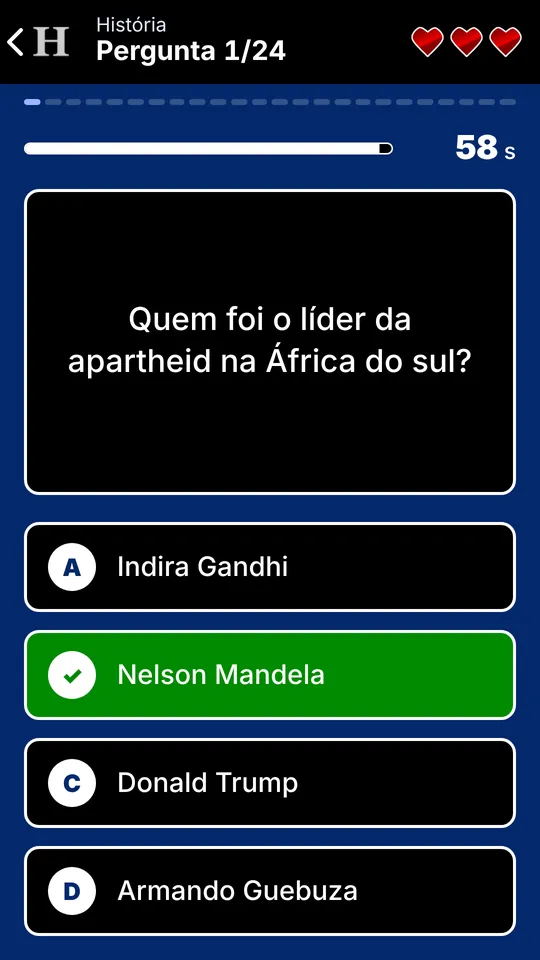 H
História
Pergunta 1/24
58 s
Quem foi o líder da
apartheid na África do sul?
A Indira Gandhi
Nelson Mandela
C Donald Trump
D Armando Guebuza